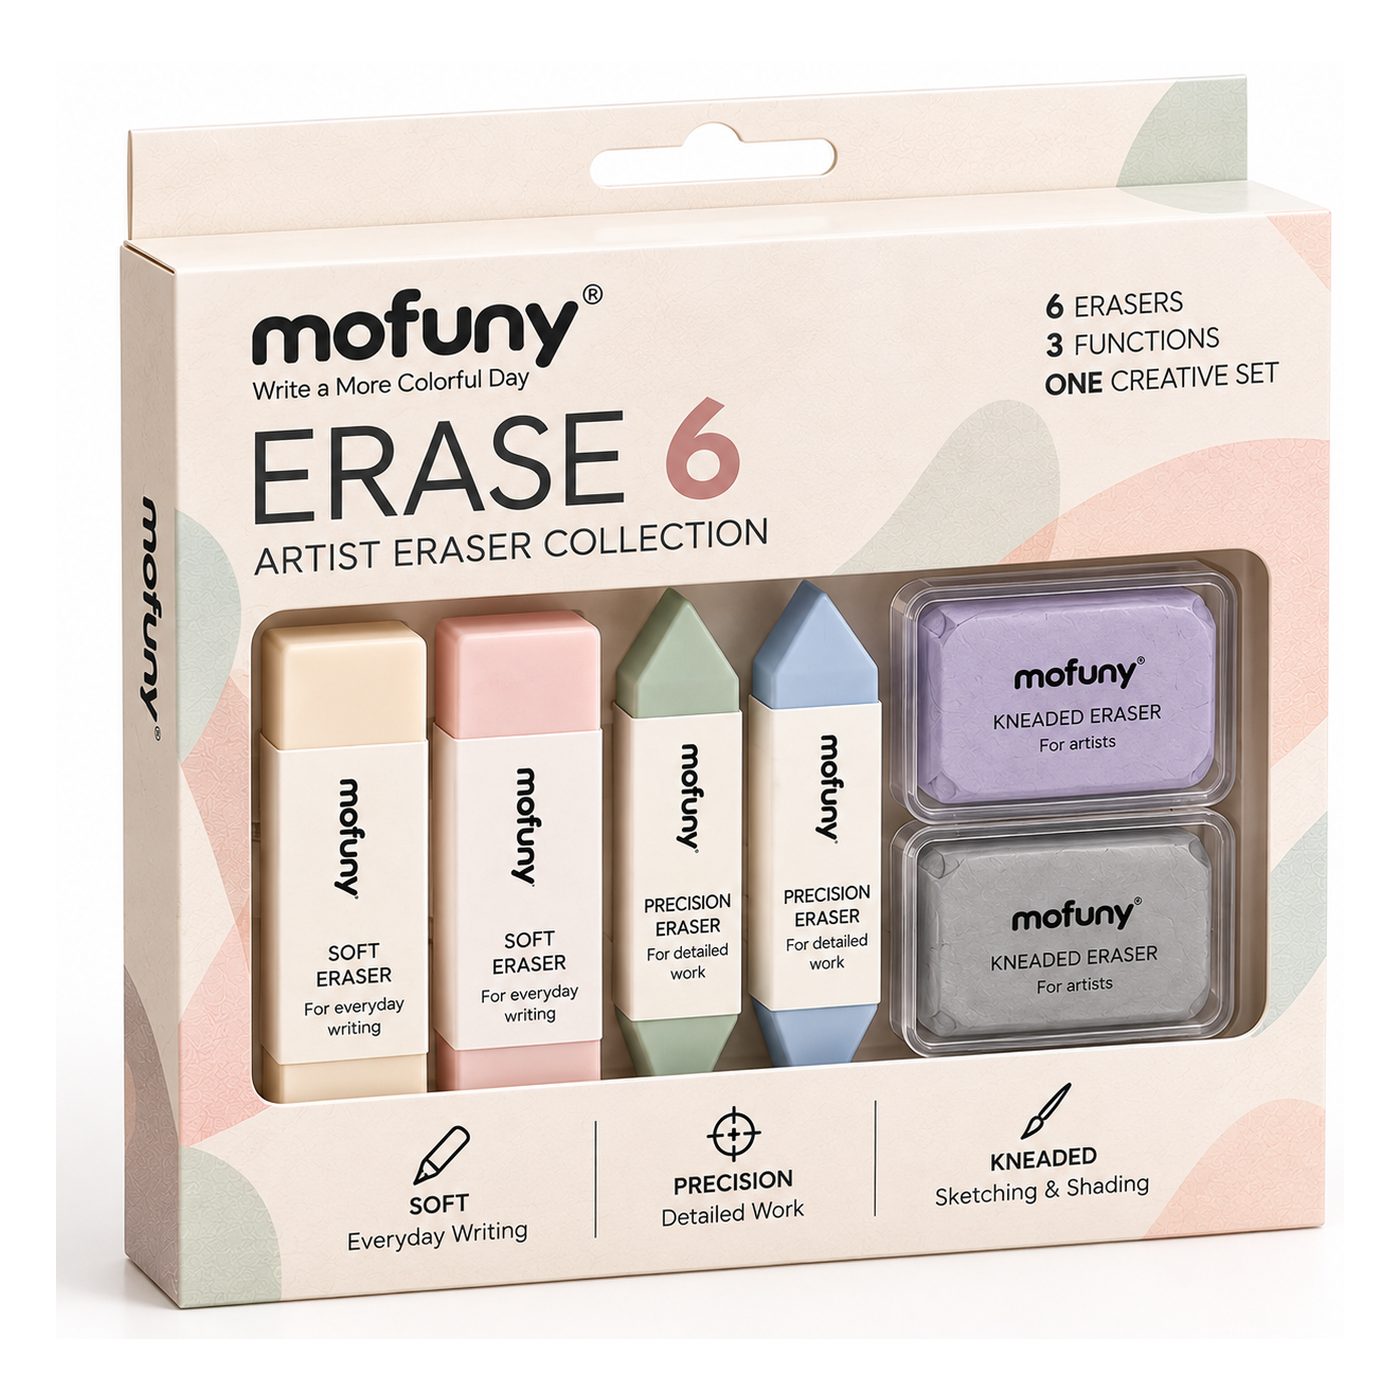 mofuny®
Write a More Colorful Day
ERASE 6
ARTIST ERASER COLLECTION
6 ERASERS
3 FUNCTIONS
ONE CREATIVE SET
mofuny®
mofuny
SOFT
ERASER
For everyday
writing
mofuny
SOFT
ERASER
For everyday
writing
mofuny
PRECISION
ERASER
For detailed
work
mofuny
PRECISION
ERASER
For detailed
work
mofuny®
KNEADED ERASER
For artists
mofuny®
KNEADED ERASER
For artists
SOFT
Everyday Writing
PRECISION
Detailed Work
KNEADED
Sketching & Shading